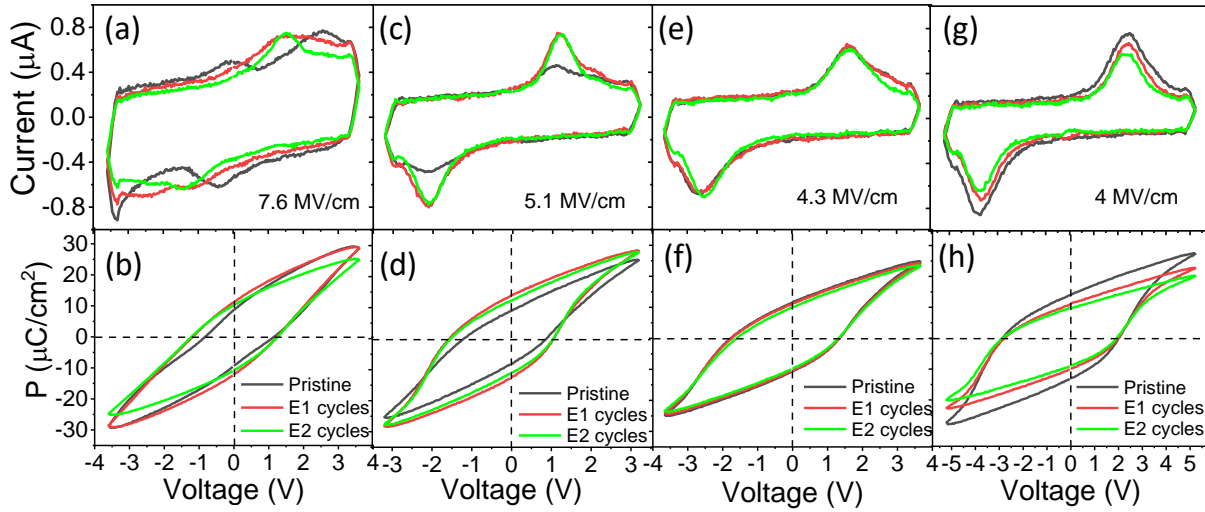 (a) (c) (e) (g)
0.8
0.4
0.0
-0.4
-0.8
Current (µA)
7.6 MV/cm 5.1 MV/cm 4.3 MV/cm 4 MV/cm
(b) (d) (f) (h)
30
20
10
0
-10
-20
-30
P (µC/cm²)
Pristine
E1 cycles
E2 cycles
Pristine
E1 cycles
E2 cycles
Pristine
E1 cycles
E2 cycles
Pristine
E1 cycles
E2 cycles
-4 -3 -2 -1 0 1 2 3 4 -3 -2 -1 0 1 2 3 4 -3 -2 -1 0 1 2 3 4 -5 -4 -3 -2 -1 0 1 2 3 4 5
Voltage (V) Voltage (V) Voltage (V) Voltage (V)